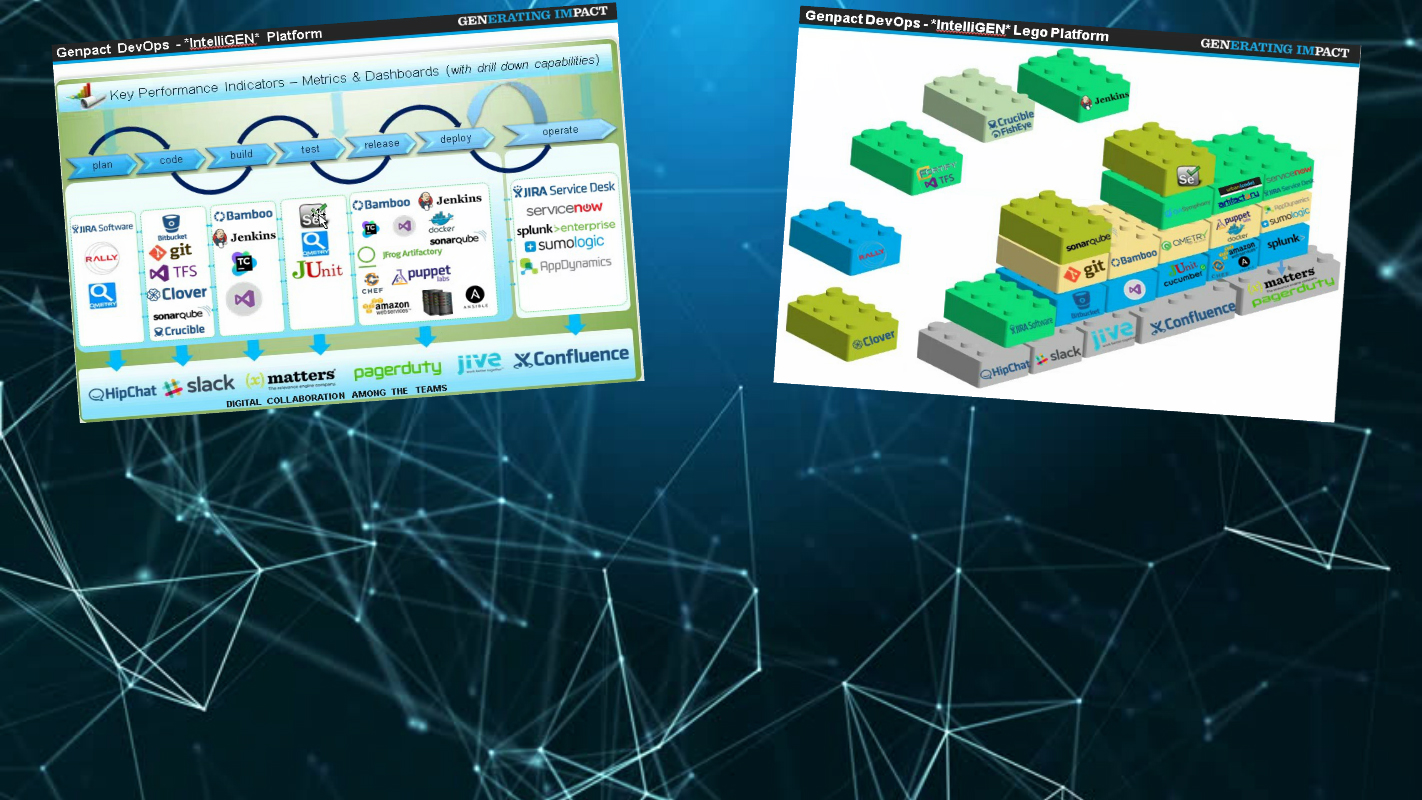 Genpact DevOps - *IntelliGEN* Platform
GENERATING IMPACT
Key Performance Indicators – Metrics & Dashboards (with drill down capabilities)
plan
code
build
test
release
deploy
operate
JIRA Software
RALLY
QMETRY
Bitbucket
git
TFS
Clover
sonarqube
Crucible
Bamboo
Jenkins
TC
Se
QMETRY
JUnit
Bamboo
Jenkins
TC
docker
sonarqube
JFrog Artifactory
CHEF
puppet
labs
amazon
web services
ANSIBLE
JIRA Service Desk
servicenow
splunk>enterprise
sumologic
AppDynamics
HipChat
slack
(x)matters
pagerduty
jive
Confluence
DIGITAL COLLABORATION AMONG THE TEAMS
Genpact DevOps - *IntelliGEN* Lego Platform
GENERATING IMPACT
Jenkins
Crucible
FishEye
TFS
RALLY
Clover
Se
servicenow
JIRA Service Desk
artifactory
AppDynamics
sumologic
puppet
docker
QMETRY
Bamboo
sonarqube
git
splunk>
amazon
JUnit
cucumber
Bitbucket
JIRA Software
(x)matters
pagerduty
Confluence
jive
slack
HipChat